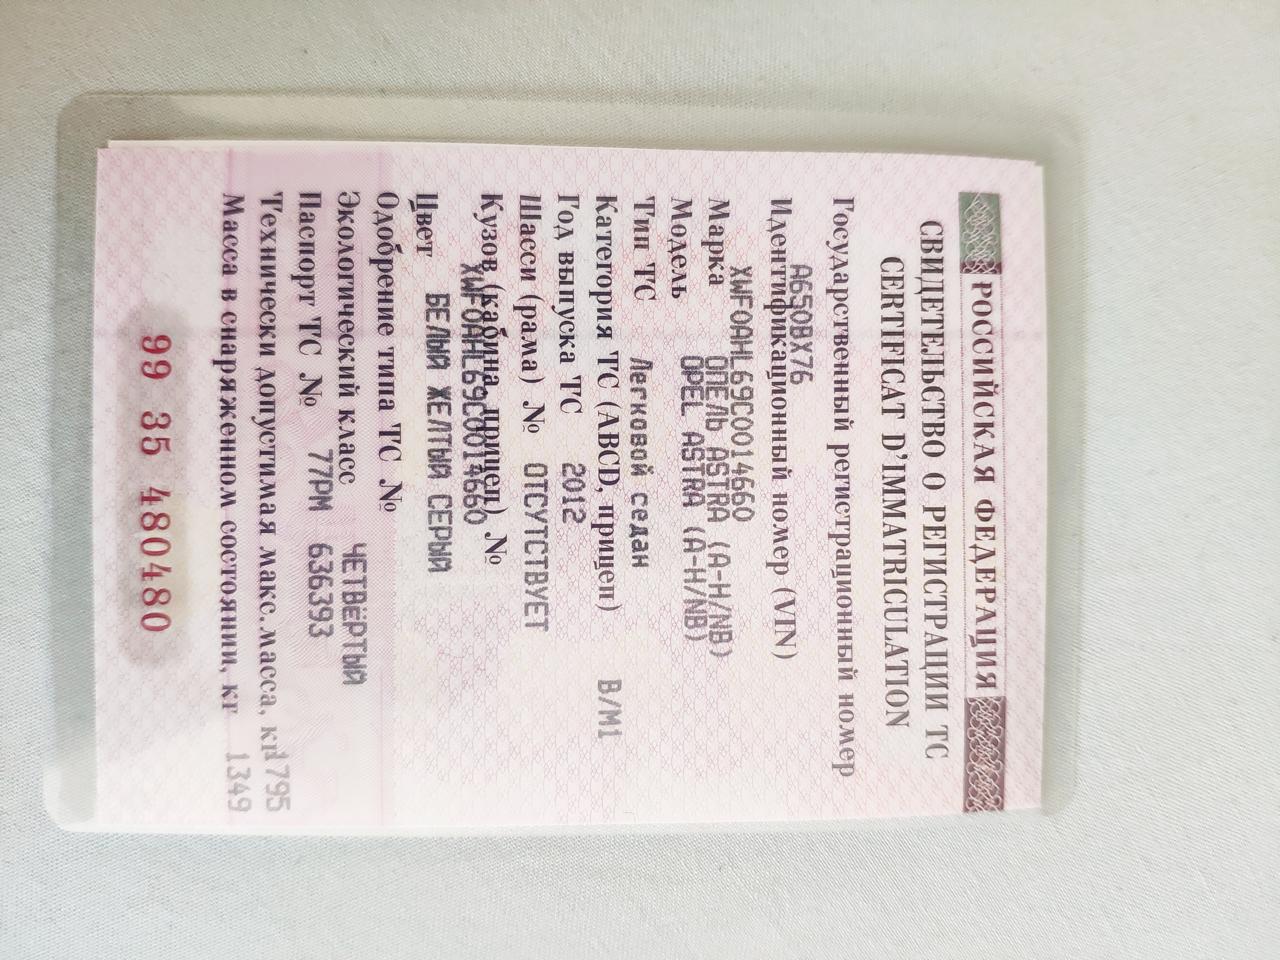 РОССИЙСКАЯ ФЕДЕРАЦИЯ
СВИДЕТЕЛЬСТВО О РЕГИСТРАЦИИ ТС
CERTIFICAT D'IMMATRICULATION
Государственный регистрационный номер
А650ВХ76
Идентификационный номер (VIN)
XWF0AHL69C0014660
Марка ОПЕЛЬ ASTRA (A-H/NB)
Модель OPEL ASTRA (A-H/NB)
Тип ТС Легковой седан
Категория ТС (ABCD, прицеп) B/M1
Год выпуска ТС 2012
Шасси (рама) № ОТСУТСТВУЕТ
Кузов (кабина, прицеп) №
XWF0AHL69C0014660
Цвет БЕЛЫЙ ЖЕЛТЫЙ СЕРЫЙ
Одобрение типа ТС №
Экологический класс ЧЕТВЁРТЫЙ
Паспорт ТС № 77РМ 636393
Технически допустимая макс. масса, кг 1795
Масса в снаряженном состоянии, кг 1349
99 35 480480